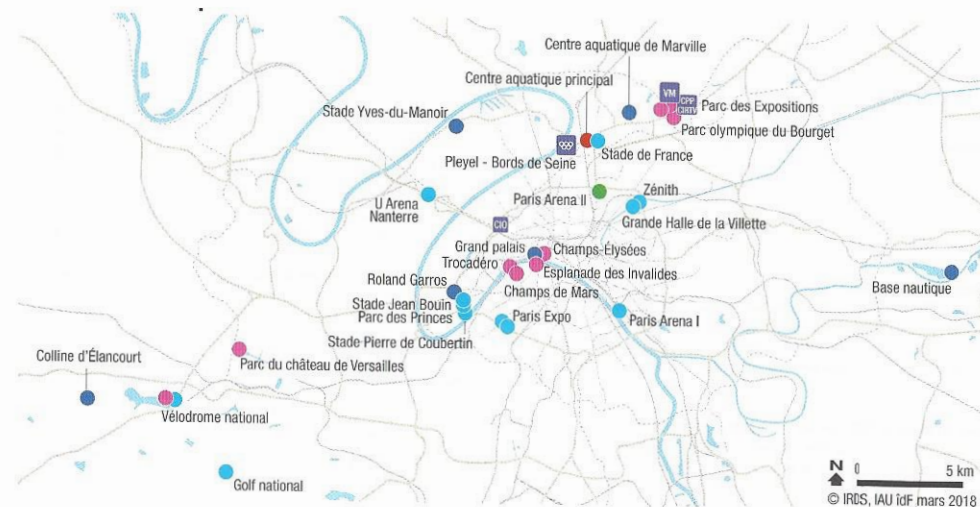 Centre aquatique de Marville
Centre aquatique principal
VM
CPP
CIRTV
Parc des Expositions
Stade Yves-du-Manoir
Parc olympique du Bourget
Pleyel - Bords de Seine
Stade de France
Paris Arena II
Zénith
U Arena
Nanterre
Grande Halle de la Villette
CIO
Grand palais
Champs-Élysées
Trocadéro
Esplanade des Invalides
Roland Garros
Champs de Mars
Base nautique
Stade Jean Bouin
Parc des Princes
Paris Expo
Paris Arena I
Stade Pierre de Coubertin
Colline d'Élancourt
Parc du château de Versailles
Vélodrome national
Golf national
N 0 5 km
© IRDS, IAU îdF mars 2018